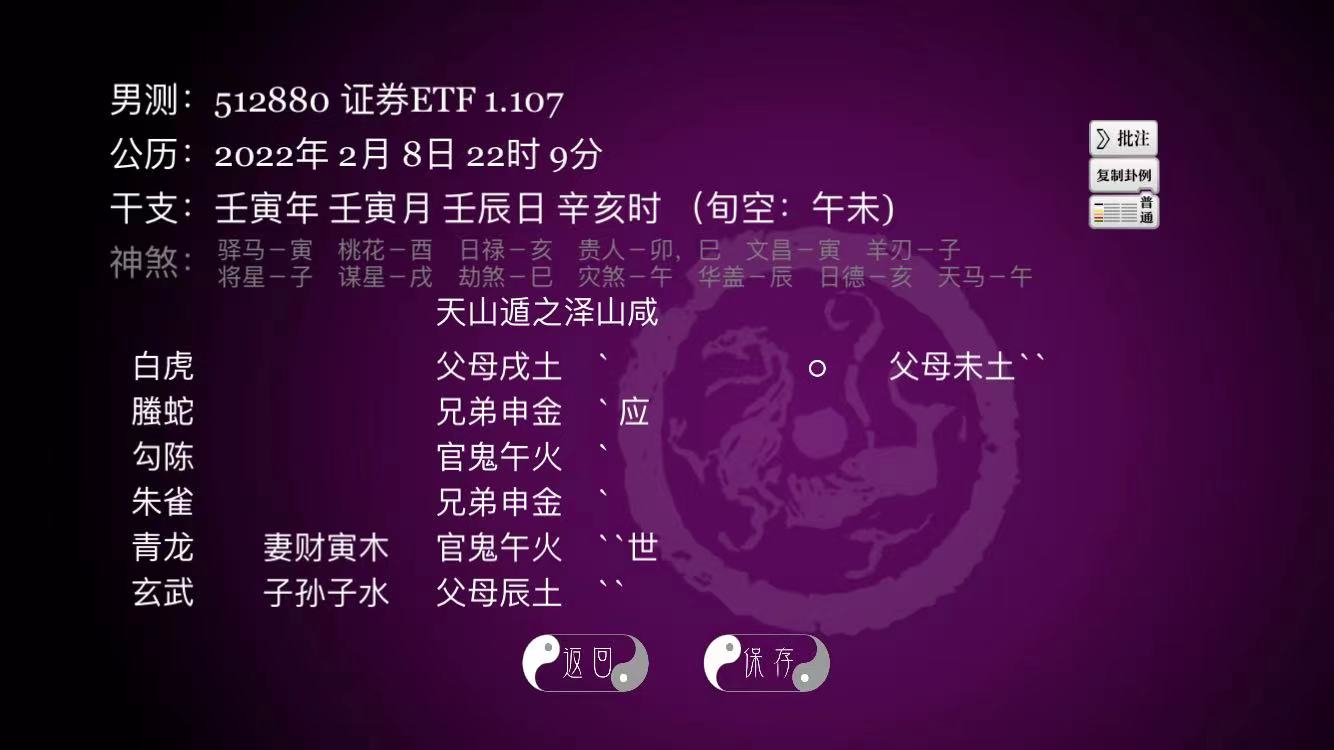 男测：512880 证券ETF 1.107
公历：2022年 2月 8日 22时 9分
干支：壬寅年 壬寅月 壬辰日 辛亥时 （旬空：午未)
神煞：驿马－寅 桃花－酉 日禄－亥 贵人－卯, 巳 文昌－寅 羊刃－子
将星－子 谋星－戌 劫煞－巳 灾煞－午 华盖－辰 日德－亥 天马－午
天山遁之泽山咸
白虎 父母戌土 ` ○ 父母未土``
螣蛇 兄弟申金 `应
勾陈 官鬼午火 `
朱雀 兄弟申金 `
青龙 妻财寅木 官鬼午火 ``世
玄武 子孙子水 父母辰土 ``
批注
复制卦例
普通
返回 保存